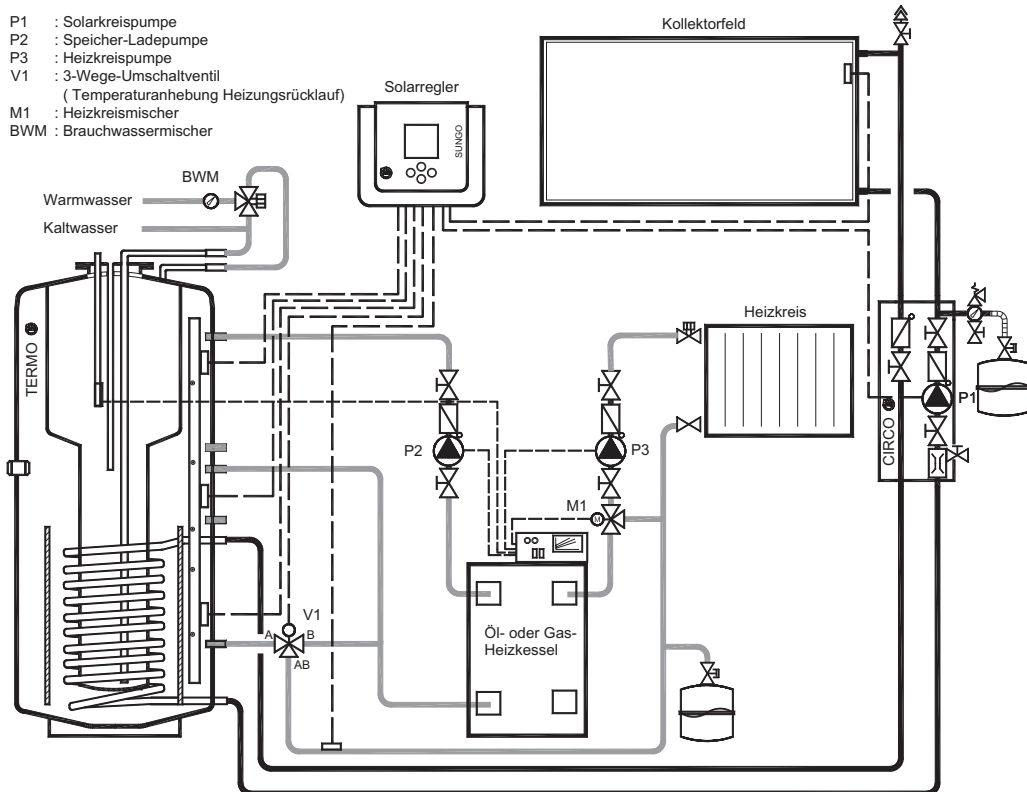 P1 : Solarkreispumpe
P2 : Speicher-Ladepumpe
P3 : Heizkreispumpe
V1 : 3-Wege-Umschaltventil
( Temperaturanhebung Heizungsrücklauf)
M1 : Heizkreismischer
BWM : Brauchwassermischer
Solarregler
SUNGO
Kollektorfeld
BWM
Warmwasser
Kaltwasser
TERMO
Heizkreis
P1
CIRCO
P2
P3
M1
M
V1
A
B
AB
Öl- oder Gas-
Heizkessel